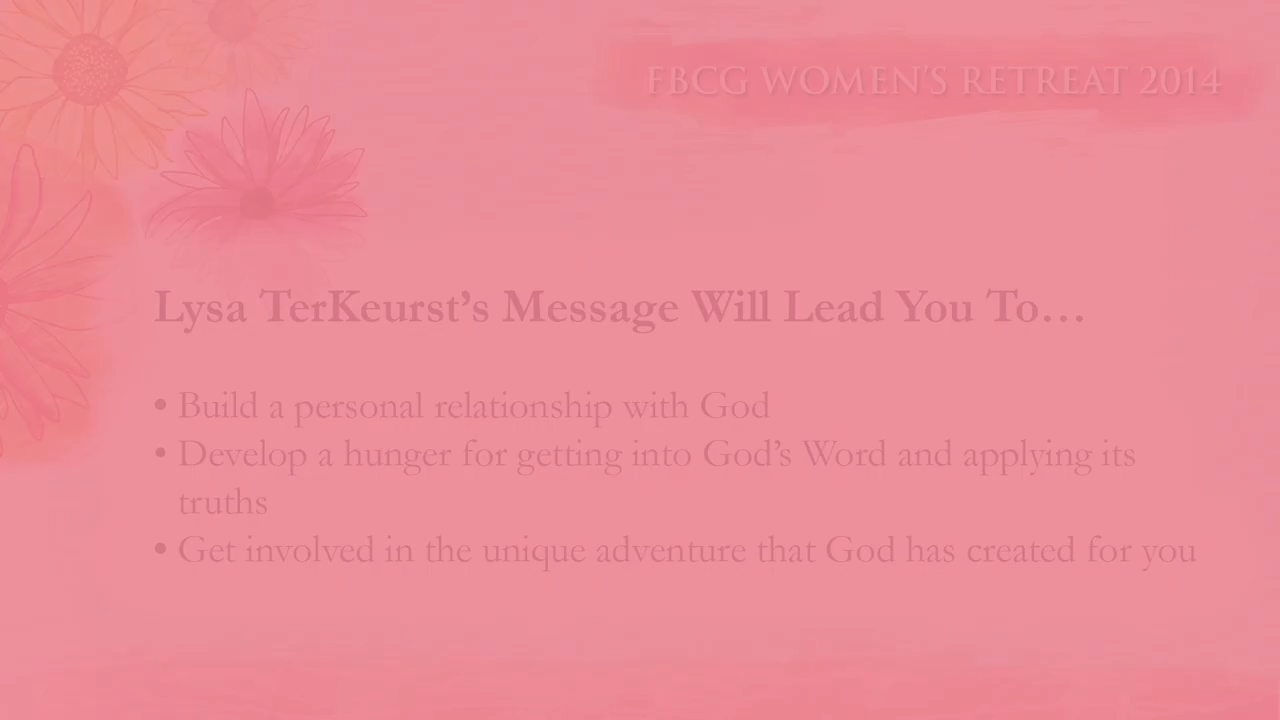 FBCG WOMEN’S RETREAT 2014
Lysa TerKeurst’s Message Will Lead You To…
• Build a personal relationship with God
• Develop a hunger for getting into God’s Word and applying its
truths
• Get involved in the unique adventure that God has created for you